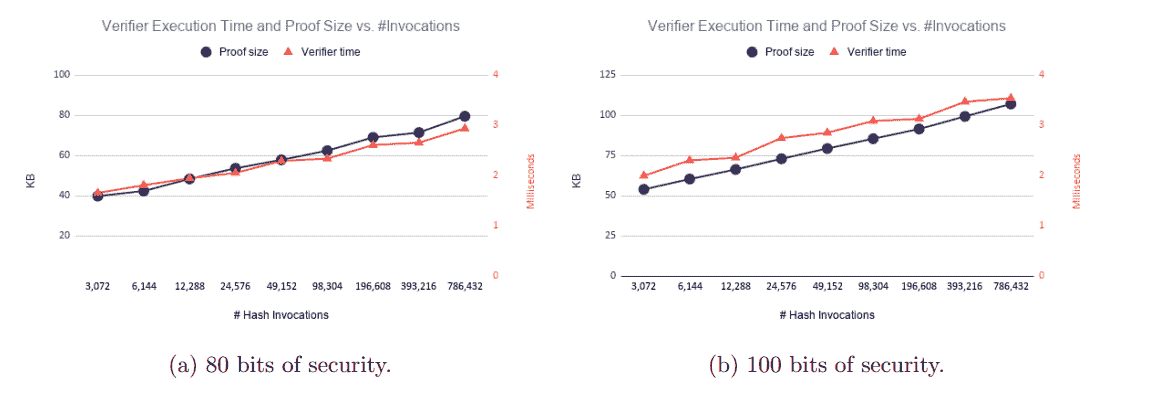 Verifier Execution Time and Proof Size vs. #Invocations
Proof size
Verifier time
100
80
60
40
20
KB
4
3
2
1
0
Milliseconds
3,072 6,144 12,288 24,576 49,152 98,304 196,608 393,216 786,432
# Hash Invocations
(a) 80 bits of security.
Verifier Execution Time and Proof Size vs. #Invocations
Proof size
Verifier time
125
100
75
50
25
0
KB
4
3
2
1
0
Milliseconds
3,072 6,144 12,288 24,576 49,152 98,304 196,608 393,216 786,432
# Hash Invocations
(b) 100 bits of security.